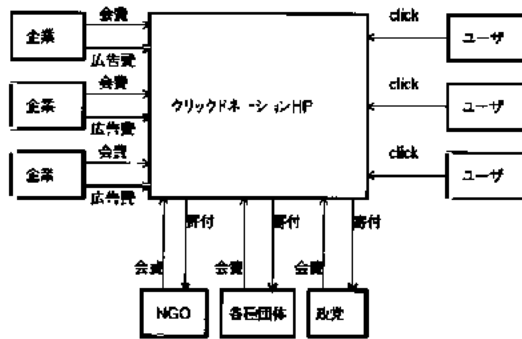 会費
click
企業
ユーザ
広告費
会費
click
企業
クリックドネーションHP
ユーザ
広告費
会費
click
企業
ユーザ
広告費
寄付
寄付
寄付
会費
会費
会費
NGO
各種団体
政党